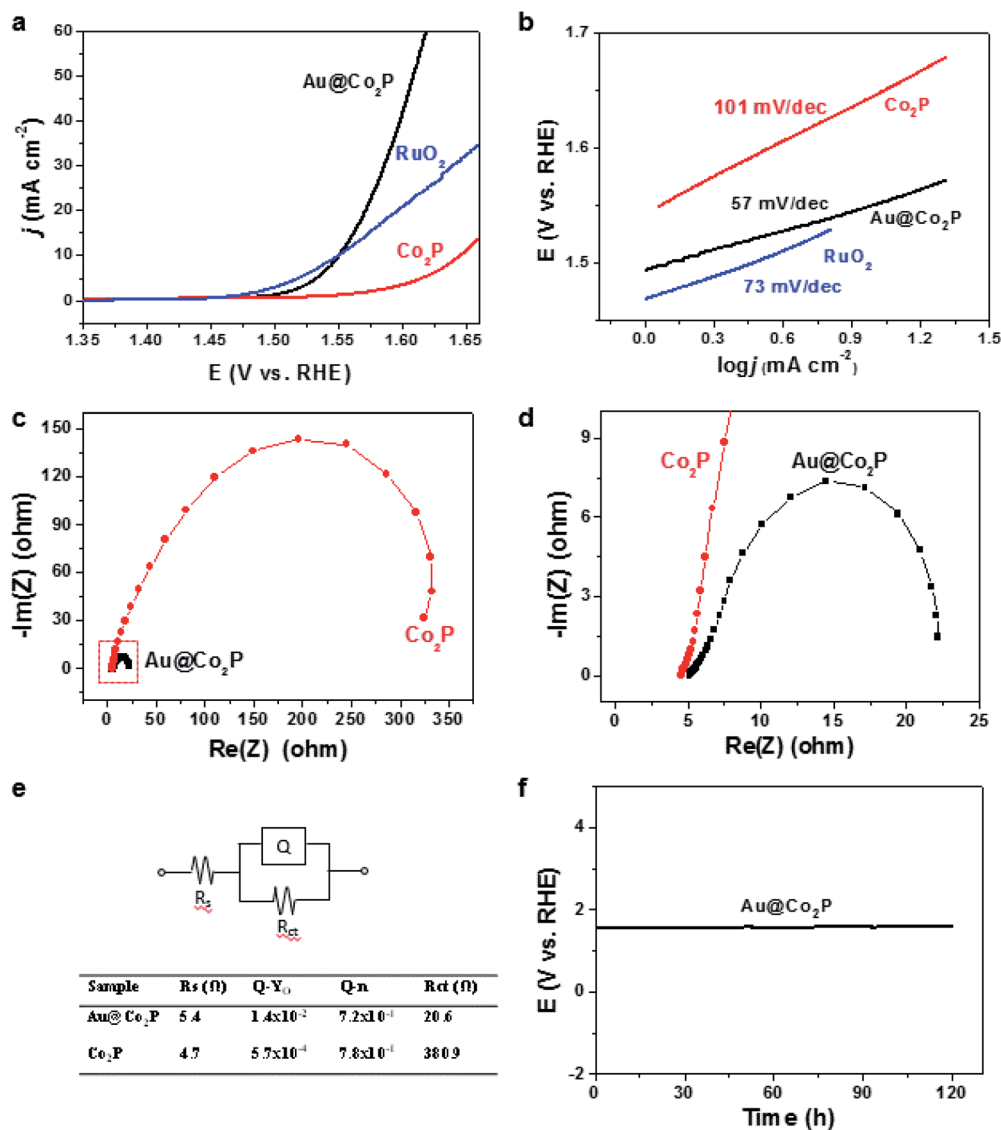 a
60
50
40
30
20
10
0
j (mA cm⁻²)
Au@Co₂P
RuO₂
Co₂P
1.35 1.40 1.45 1.50 1.55 1.60 1.65
E (V vs. RHE)
b
1.7
1.6
1.5
E (V vs. RHE)
101 mV/dec
Co₂P
57 mV/dec
Au@Co₂P
RuO₂
73 mV/dec
0.0 0.3 0.6 0.9 1.2 1.5
logj (mA cm⁻²)
c
150
120
90
60
30
0
-Im(Z) (ohm)
Co₂P
Au@Co₂P
0 50 100 150 200 250 300 350
Re(Z) (ohm)
d
9
6
3
0
-Im(Z) (ohm)
Co₂P
Au@Co₂P
0 5 10 15 20 25
Re(Z) (ohm)
e
Q
Rs
Rct
Sample Rs (Ω) Q-Y₀ Q-n Rct (Ω)
Au@Co₂P 5.4 1.4x10⁻² 7.2x10⁻¹ 20.6
Co₂P 4.7 5.7x10⁻⁴ 7.8x10⁻¹ 380.9
f
4
2
0
-2
E (V vs. RHE)
Au@Co₂P
0 30 60 90 120
Time (h)